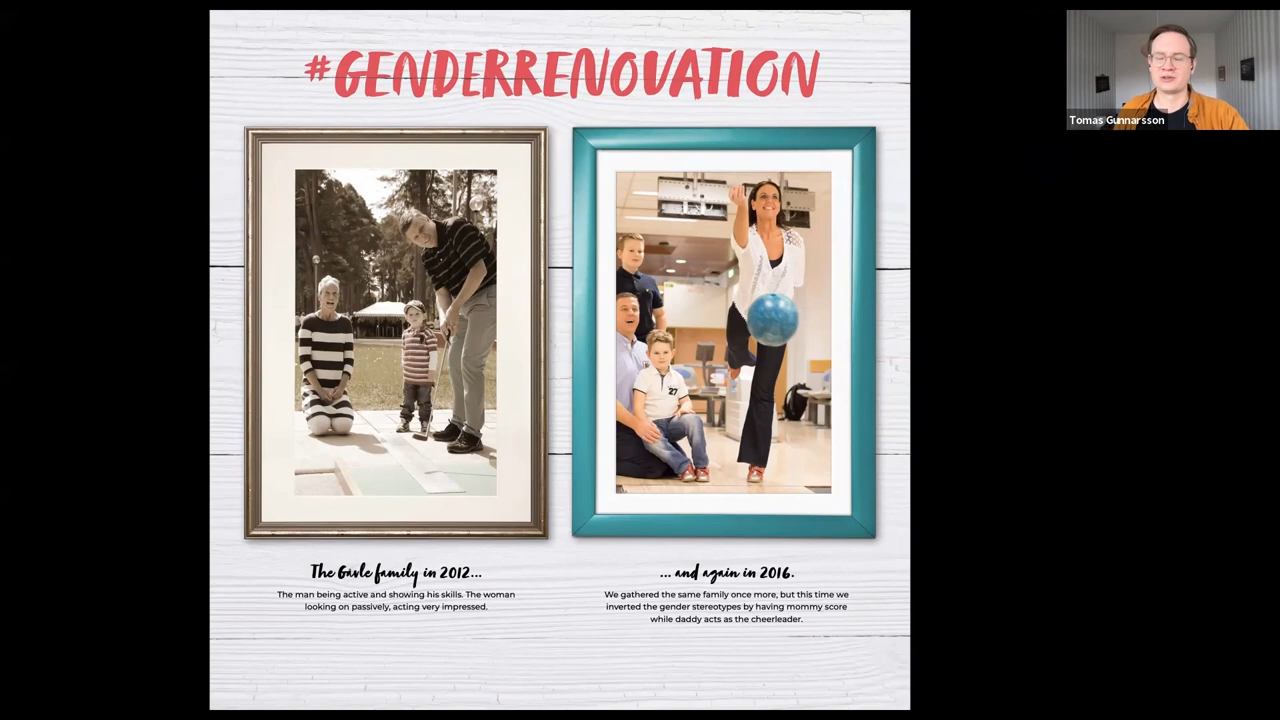 #GENDERRENOVATION
Tomas Gunnarsson
27
The Gävle family in 2012...
The man being active and showing his skills. The woman
looking on passively, acting very impressed.
... and again in 2016.
We gathered the same family once more, but this time we
inverted the gender stereotypes by having mommy score
while daddy acts as the cheerleader.